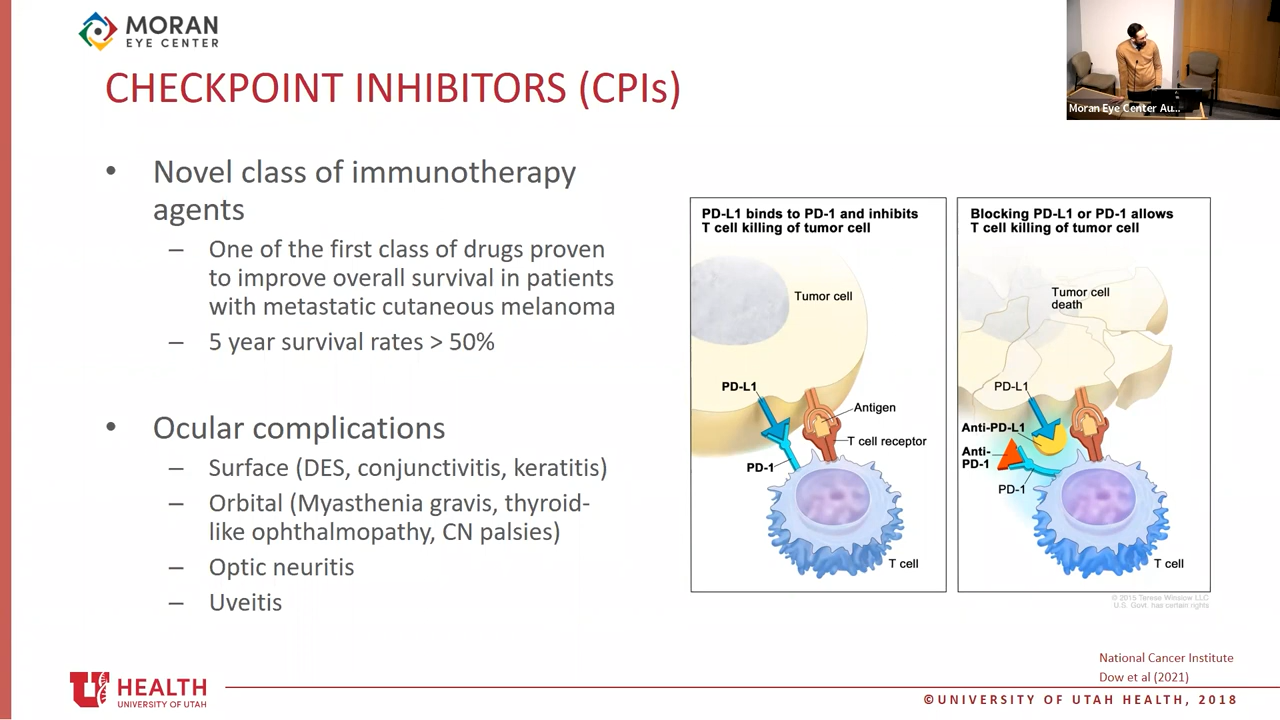 MORAN
EYE CENTER
CHECKPOINT INHIBITORS (CPIs)
• Novel class of immunotherapy
agents
– One of the first class of drugs proven
to improve overall survival in patients
with metastatic cutaneous melanoma
– 5 year survival rates > 50%
• Ocular complications
– Surface (DES, conjunctivitis, keratitis)
– Orbital (Myasthenia gravis, thyroid-
like ophthalmopathy, CN palsies)
– Optic neuritis
– Uveitis
Moran Eye Center Au...
PD-L1 binds to PD-1 and inhibits
T cell killing of tumor cell
Tumor cell
PD-L1
Antigen
T cell receptor
PD-1
T cell
Blocking PD-L1 or PD-1 allows
T cell killing of tumor cell
Tumor cell
death
PD-L1
Anti-PD-L1
Anti-
PD-1
PD-1
T cell
© 2015 Terese Winslow LLC
U.S. Govt. has certain rights
National Cancer Institute
Dow et al (2021)
U HEALTH
UNIVERSITY OF UTAH
©UNIVERSITY OF UTAH HEALTH, 2018